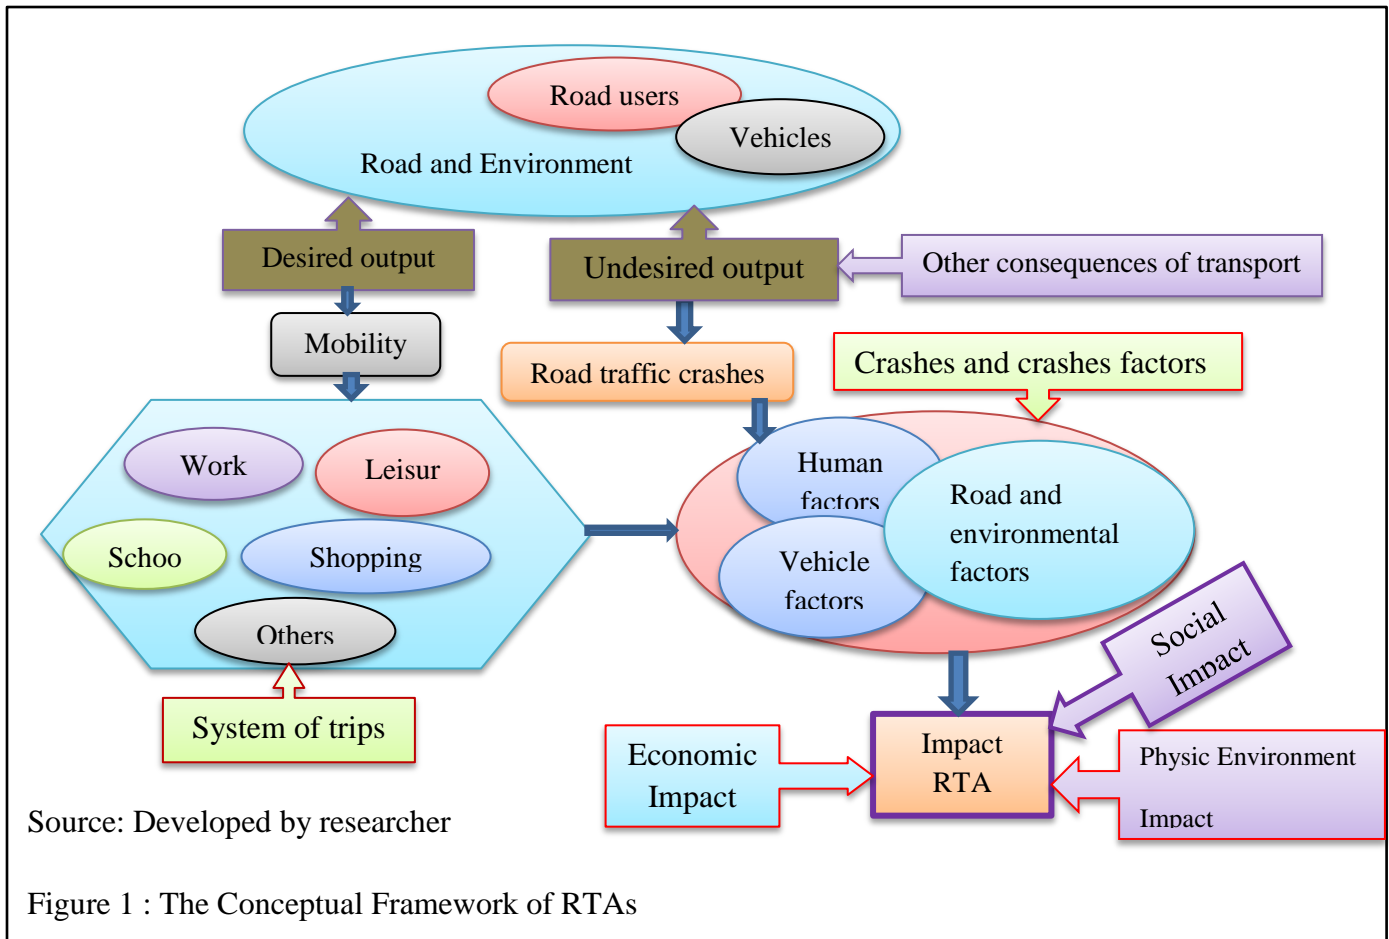 Road users
Vehicles
Road and Environment
Desired output
Undesired output
Other consequences of transport
Mobility
Road traffic crashes
Crashes and crashes factors
Work
Leisur
Schoo
Shopping
Others
System of trips
Human
factors
Vehicle
factors
Road and
environmental
factors
Social
Impact
Economic
Impact
Impact
RTA
Physic Environment
Impact
Source: Developed by researcher
Figure 1 : The Conceptual Framework of RTAs